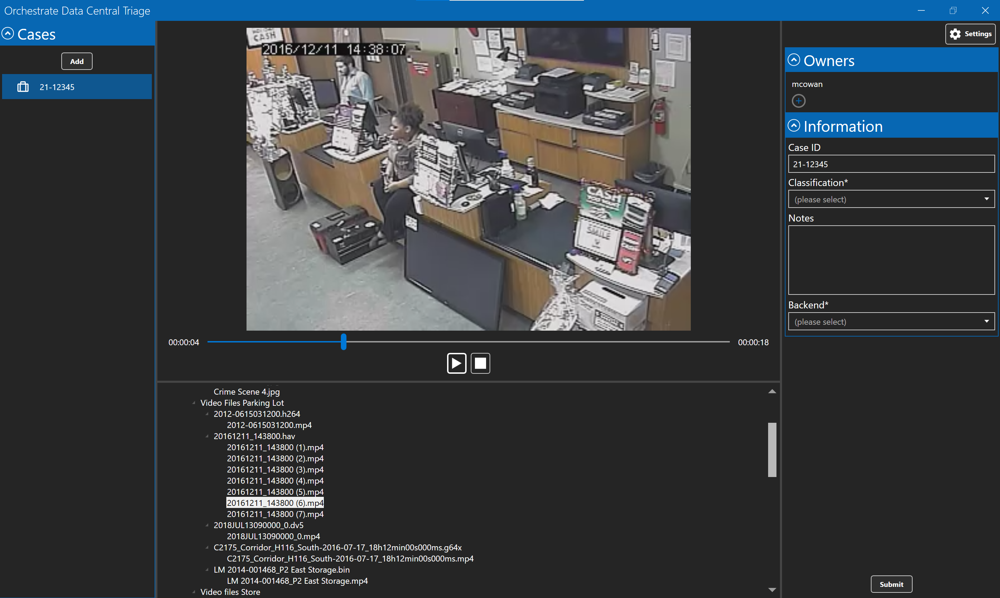 Orchestrate Data Central Triage
Cases
Add
21-12345
CASH
2016/12/11 14:38:07
CASH
SMILE
00:00:04
00:00:18
Crime Scene 4.jpg
Video Files Parking Lot
2012-0615031200.h264
2012-0615031200.mp4
20161211_143800.hav
20161211_143800 (1).mp4
20161211_143800 (2).mp4
20161211_143800 (3).mp4
20161211_143800 (4).mp4
20161211_143800 (5).mp4
20161211_143800 (6).mp4
20161211_143800 (7).mp4
2018JUL13090000_0.dv5
2018JUL13090000_0.mp4
C2175_Corridor_H116_South-2016-07-17_18h12min00s000ms.g64x
C2175_Corridor_H116_South-2016-07-17_18h12min00s000ms.mp4
LM 2014-001468_P2 East Storage.bin
LM 2014-001468_P2 East Storage.mp4
Video files Store
Settings
Owners
mcowan
Information
Case ID
21-12345
Classification*
(please select)
Notes
Backend*
(please select)
Submit